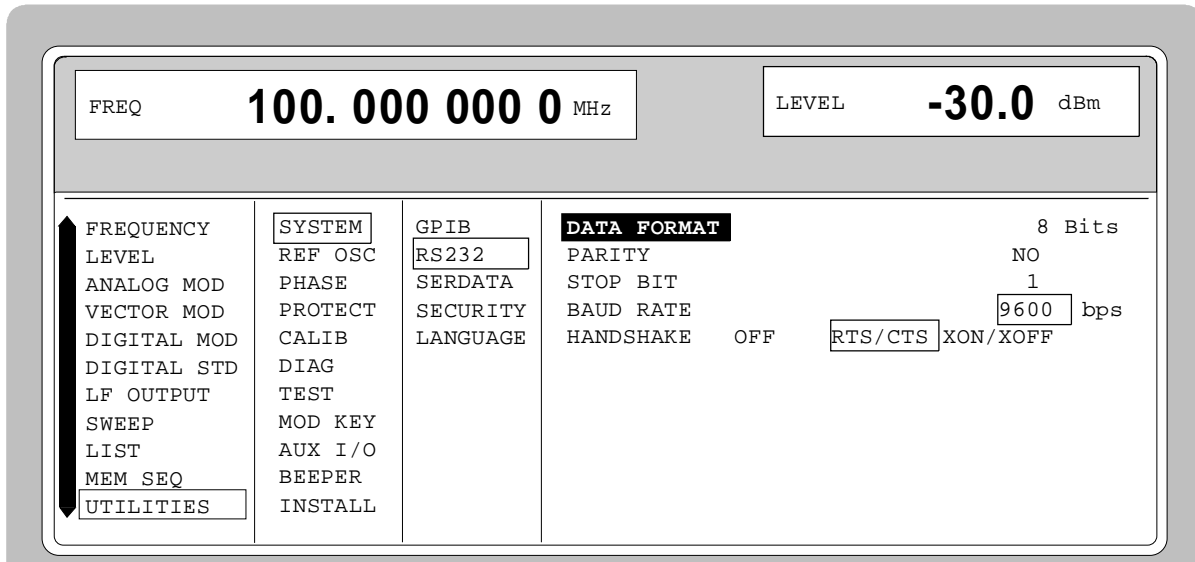 FREQ 100. 000 000 0 MHz LEVEL -30.0 dBm
FREQUENCY SYSTEM GPIB DATA FORMAT 8 Bits
LEVEL REF OSC RS232 PARITY NO
ANALOG MOD PHASE SERDATA STOP BIT 1
VECTOR MOD PROTECT SECURITY BAUD RATE 9600 bps
DIGITAL MOD CALIB LANGUAGE HANDSHAKE OFF RTS/CTS XON/XOFF
DIGITAL STD DIAG
LF OUTPUT TEST
SWEEP MOD KEY
LIST AUX I/O
MEM SEQ BEEPER
UTILITIES INSTALL